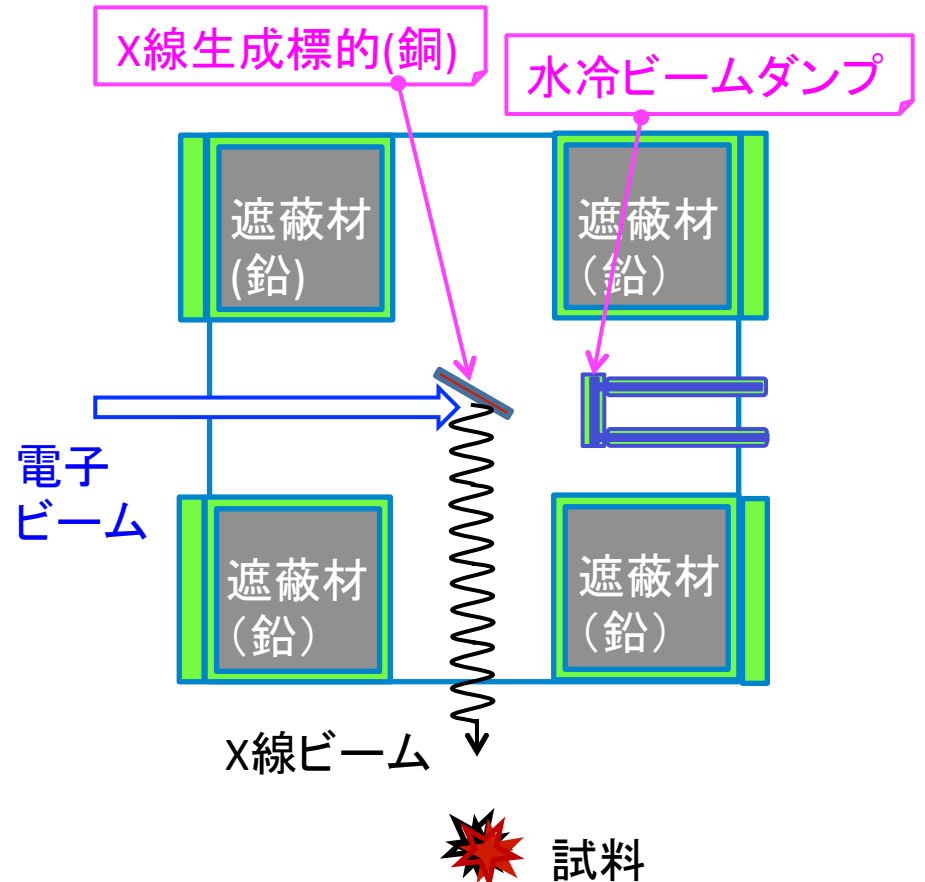 X線生成標的(銅)
水冷ビームダンプ
遮蔽材
(鉛)
遮蔽材
（鉛）
電子
ビーム
遮蔽材
（鉛）
遮蔽材
（鉛）
X線ビーム
試料